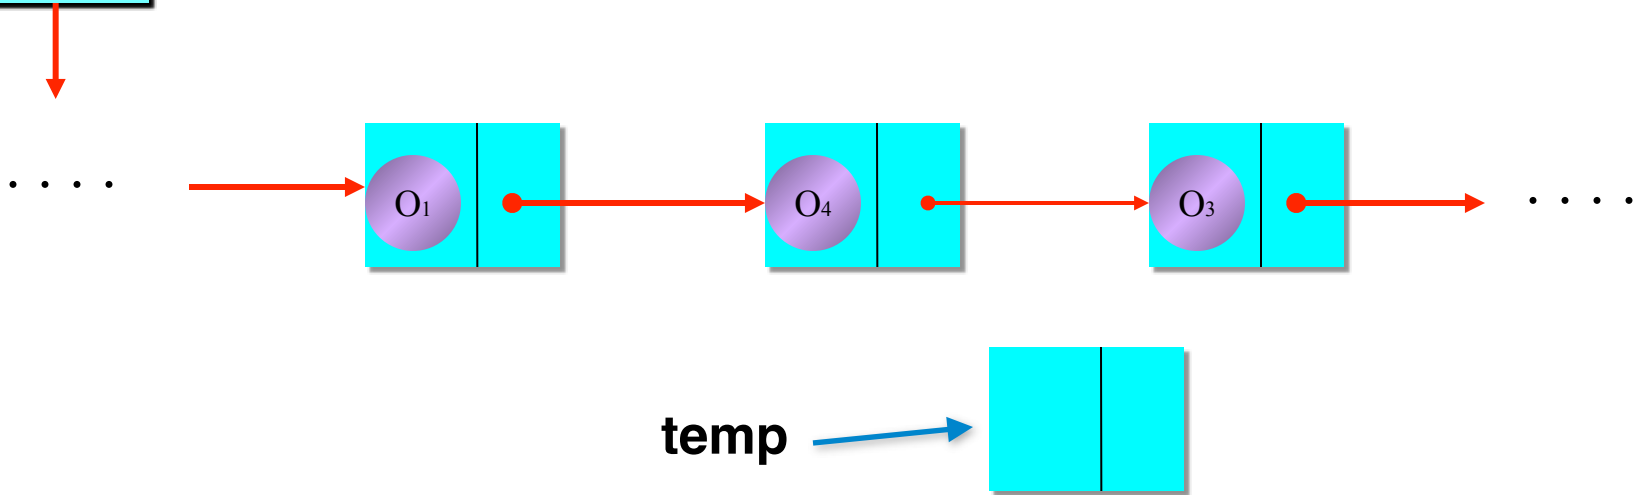 . . . .
O₁ O₄ O₃ . . . .
temp